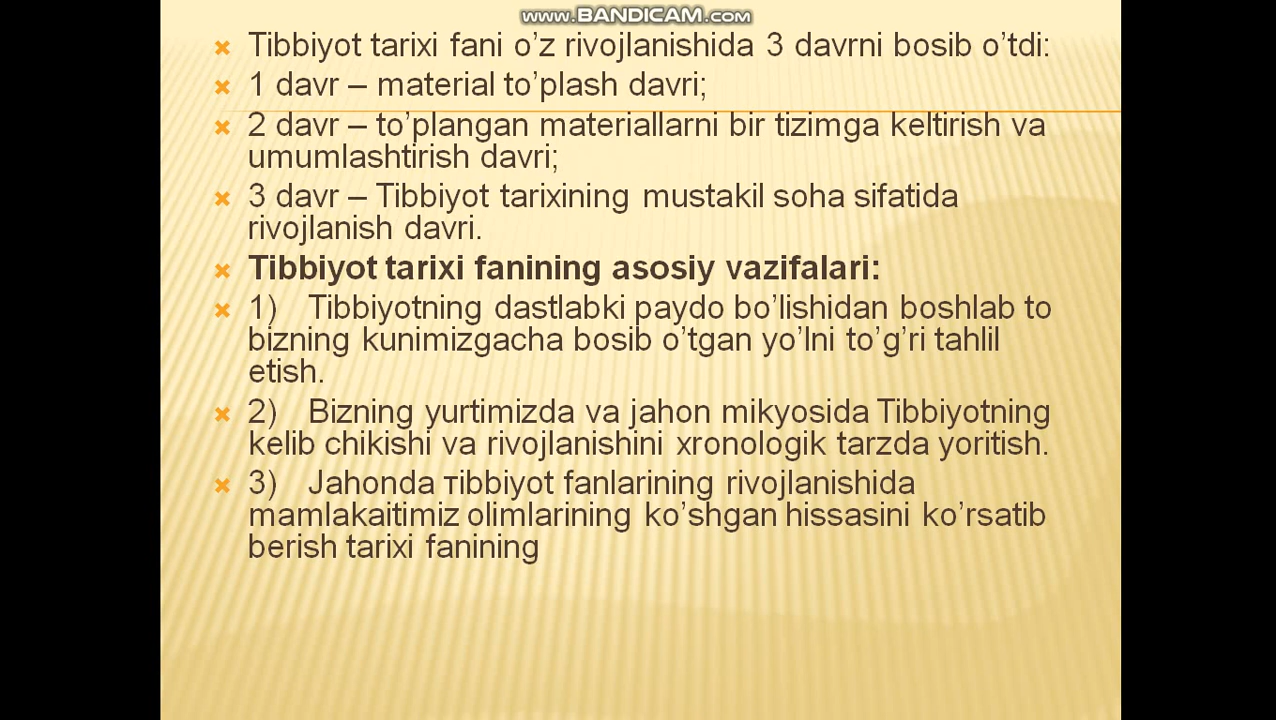 www.BANDICAM.com
Tibbiyot tarixi fani o’z rivojlanishida 3 davrni bosib o’tdi:
1 davr – material to’plash davri;
2 davr – to’plangan materiallarni bir tizimga keltirish va
umumlashtirish davri;
3 davr – Tibbiyot tarixining mustakil soha sifatida
rivojlanish davri.
Tibbiyot tarixi fanining asosiy vazifalari:
1) Tibbiyotning dastlabki paydo bo’lishidan boshlab to
bizning kunimizgacha bosib o’tgan yo’lni to’g’ri tahlil
etish.
2) Bizning yurtimizda va jahon mikyosida Tibbiyotning
kelib chikishi va rivojlanishini xronologik tarzda yoritish.
3) Jahonda тibbiyot fanlarining rivojlanishida
mamlakaitimiz olimlarining ko’shgan hissasini ko’rsatib
berish tarixi fanining